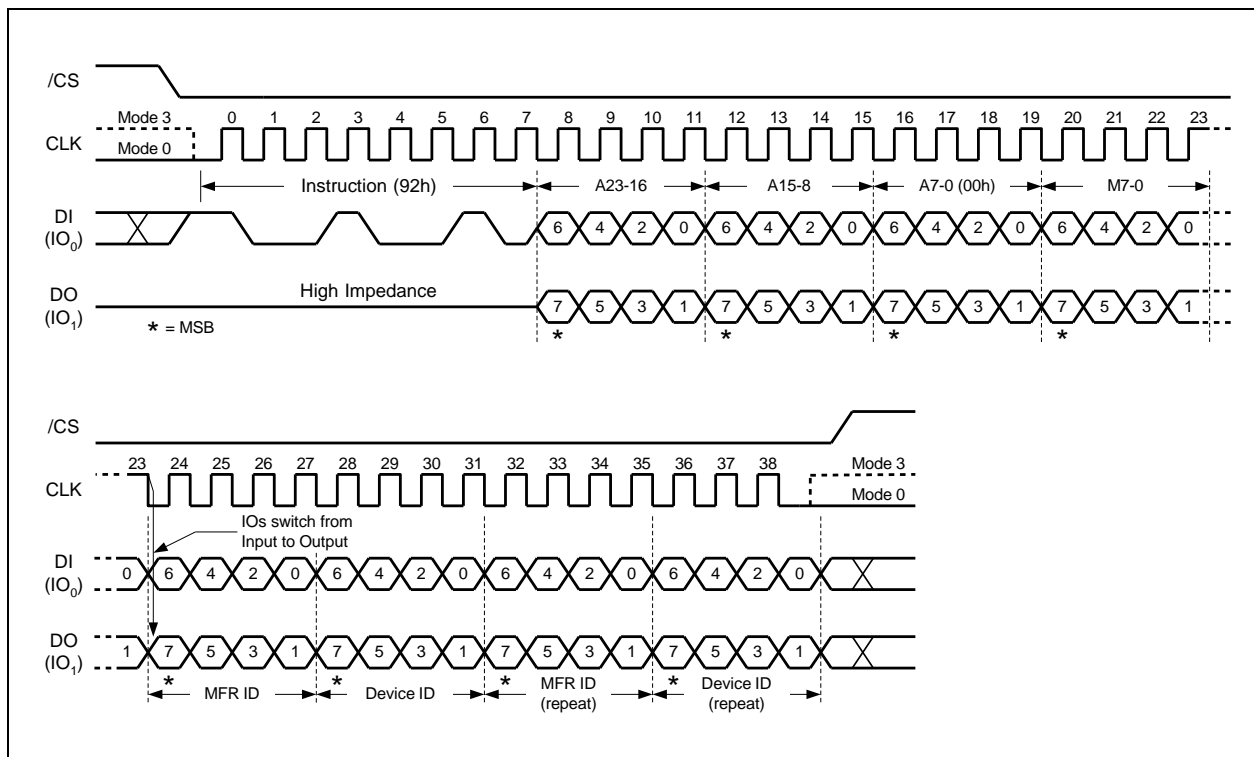 /CS
Mode 3 0 1 2 3 4 5 6 7 8 9 10 11 12 13 14 15 16 17 18 19 20 21 22 23
CLK
Mode 0
Instruction (92h) A23-16 A15-8 A7-0 (00h) M7-0
DI
(IO0)
6 4 2 0 6 4 2 0 6 4 2 0 6 4 2 0
High Impedance
DO
(IO1)
7 5 3 1 7 5 3 1 7 5 3 1 7 5 3 1
* = MSB
* * * *
/CS
23 24 25 26 27 28 29 30 31 32 33 34 35 36 37 38 Mode 3
CLK
Mode 0
IOs switch from
Input to Output
DI
(IO0)
0 6 4 2 0 6 4 2 0 6 4 2 0 6 4 2 0
DO
(IO1)
1 7 5 3 1 7 5 3 1 7 5 3 1 7 5 3 1
* * * *
MFR ID Device ID MFR ID
(repeat)
Device ID
(repeat)